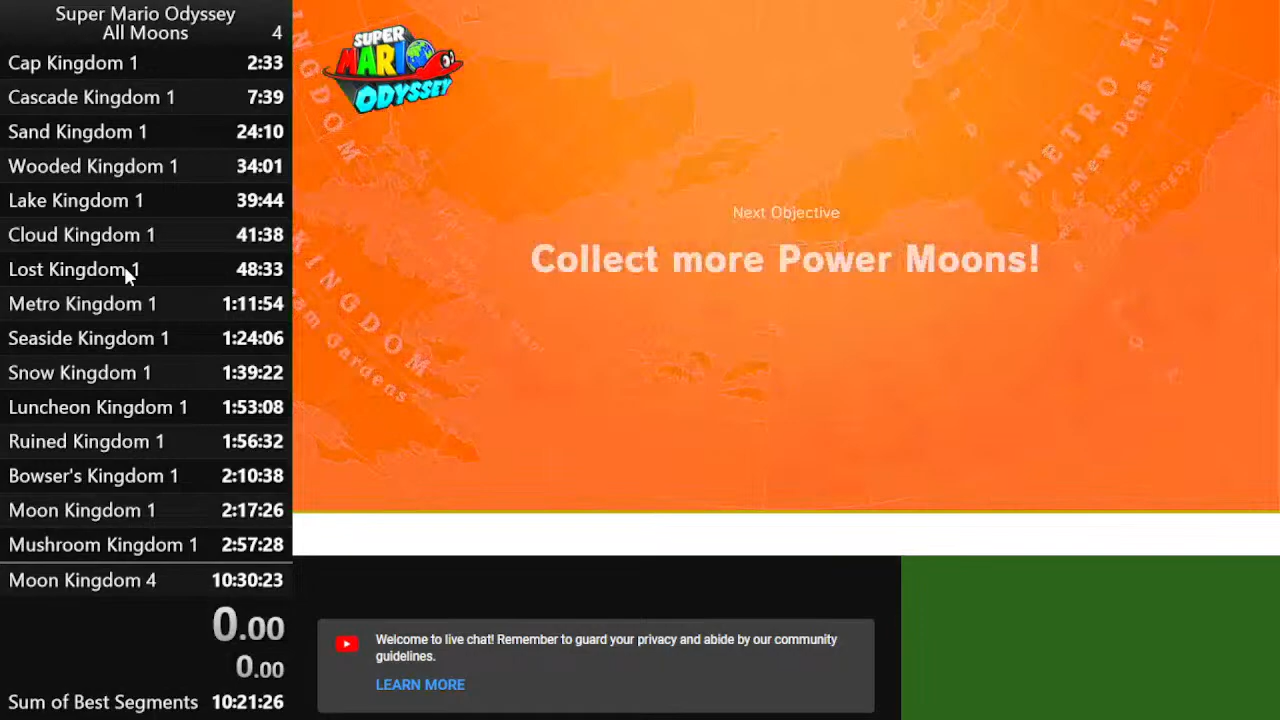 Super Mario Odyssey
All Moons 4
Cap Kingdom 1 2:33
Cascade Kingdom 1 7:39
Sand Kingdom 1 24:10
Wooded Kingdom 1 34:01
Lake Kingdom 1 39:44
Cloud Kingdom 1 41:38
Lost Kingdom 1 48:33
Metro Kingdom 1 1:11:54
Seaside Kingdom 1 1:24:06
Snow Kingdom 1 1:39:22
Luncheon Kingdom 1 1:53:08
Ruined Kingdom 1 1:56:32
Bowser's Kingdom 1 2:10:38
Moon Kingdom 1 2:17:26
Mushroom Kingdom 1 2:57:28
Moon Kingdom 4 10:30:23
0.00
0.00
Sum of Best Segments 10:21:26
SUPER
MARIO
ODYSSEY
METRO KI
New Donk City
NGDOM
KINGDOM
am Gardens
Next Objective
Collect more Power Moons!
Welcome to live chat! Remember to guard your privacy and abide by our community
guidelines.
LEARN MORE